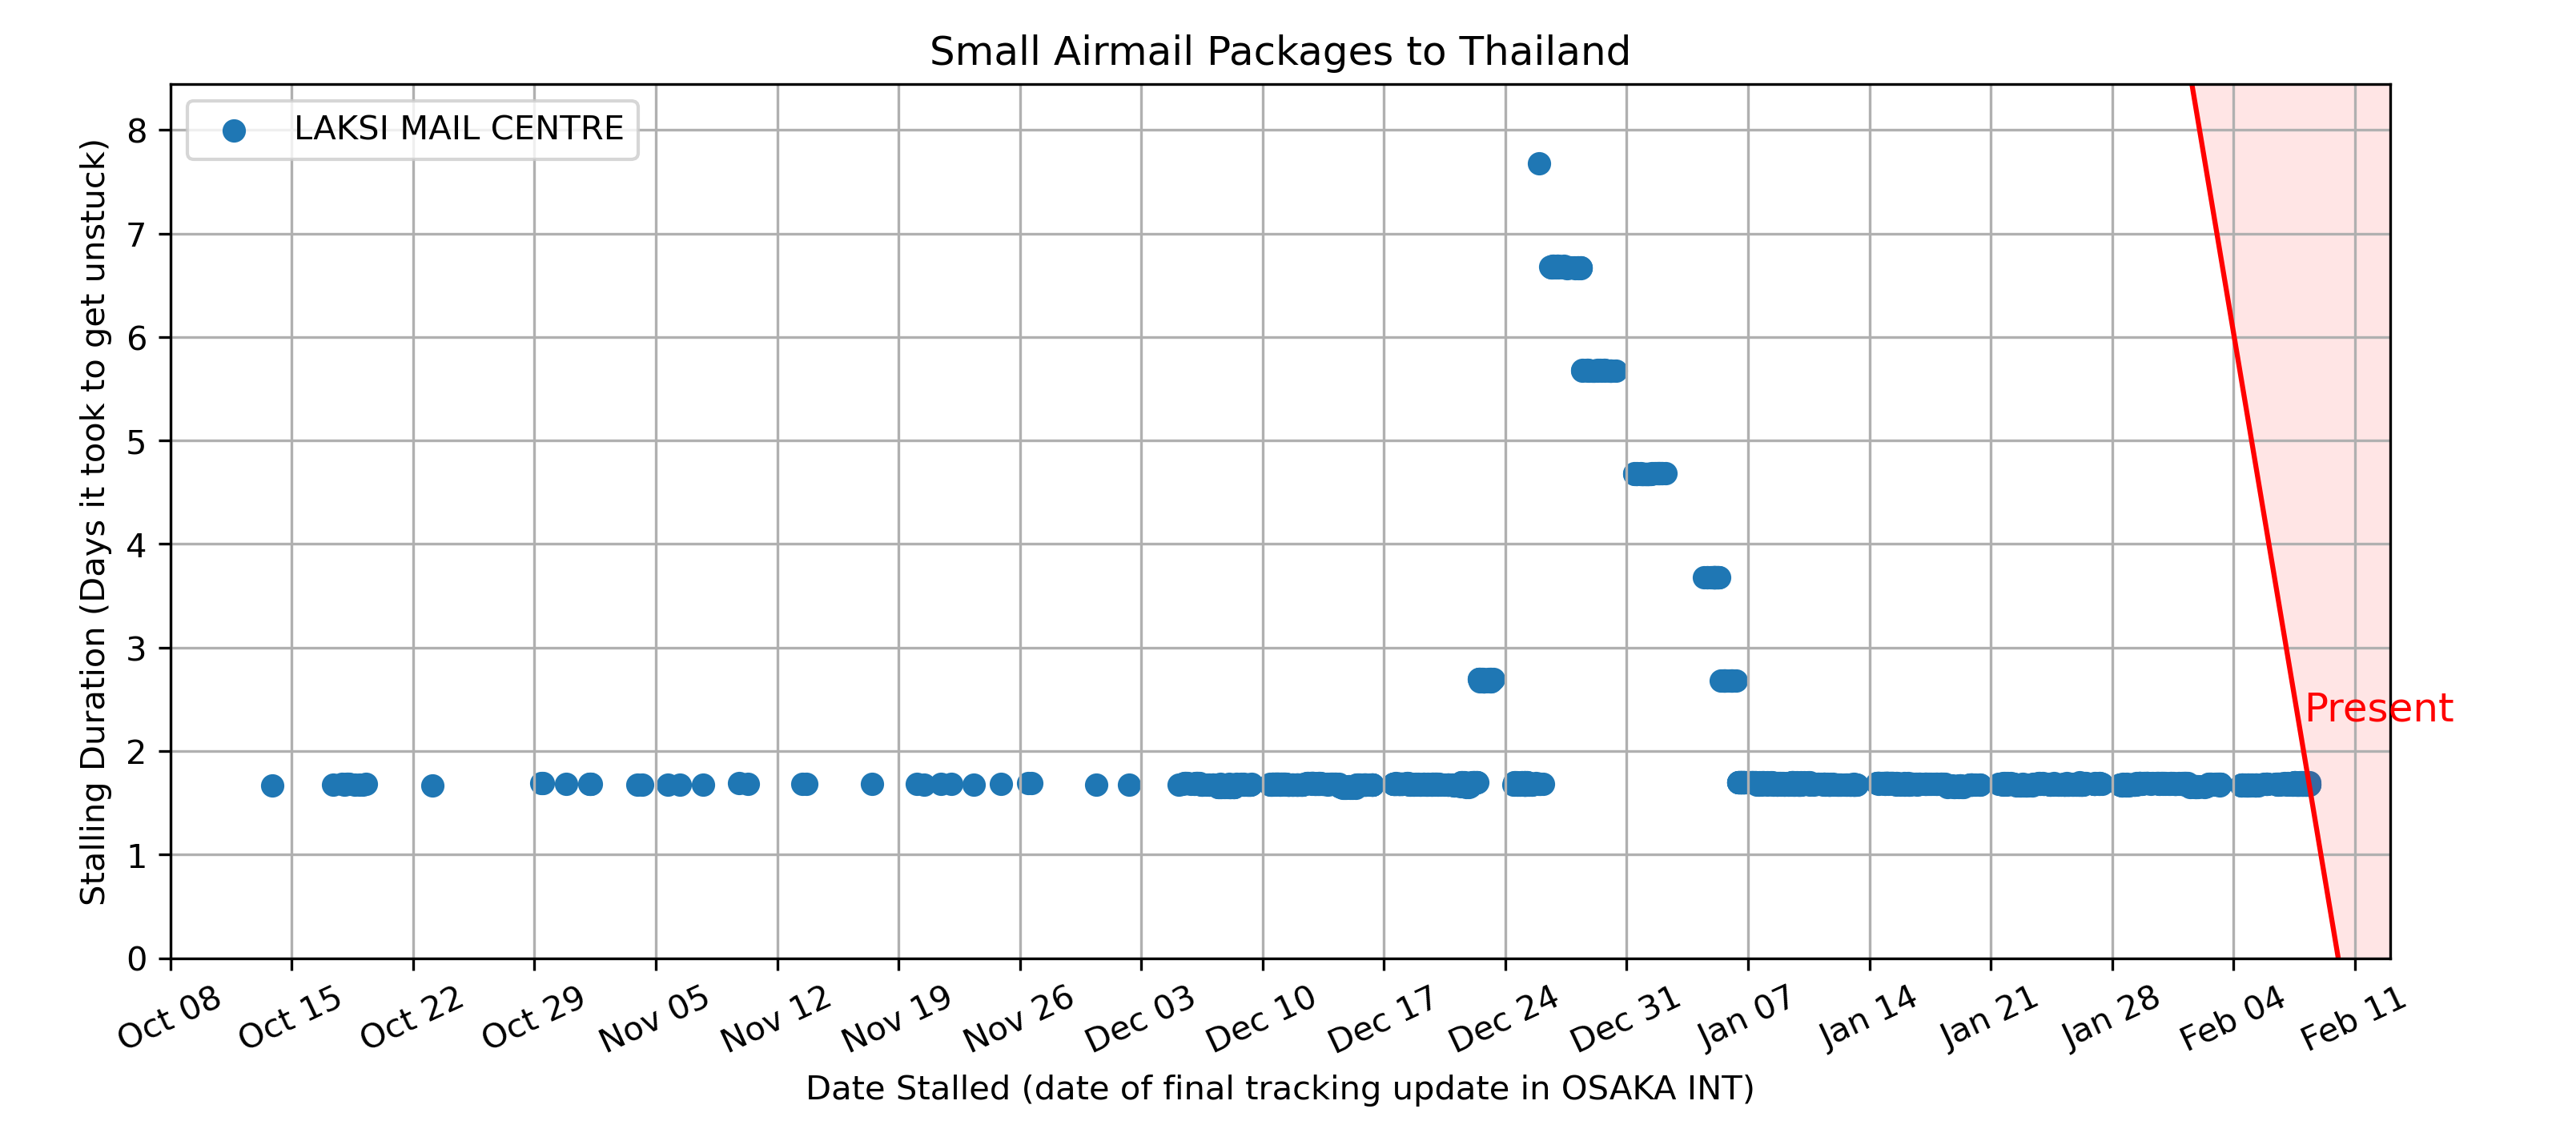 Small Airmail Packages to Thailand
LAKSI MAIL CENTRE
Stalling Duration (Days it took to get unstuck)
8
7
6
5
4
3
2
1
0
Present
Oct 08 Oct 15 Oct 22 Oct 29 Nov 05 Nov 12 Nov 19 Nov 26 Dec 03 Dec 10 Dec 17 Dec 24 Dec 31 Jan 07 Jan 14 Jan 21 Jan 28 Feb 04 Feb 11
Date Stalled (date of final tracking update in OSAKA INT)